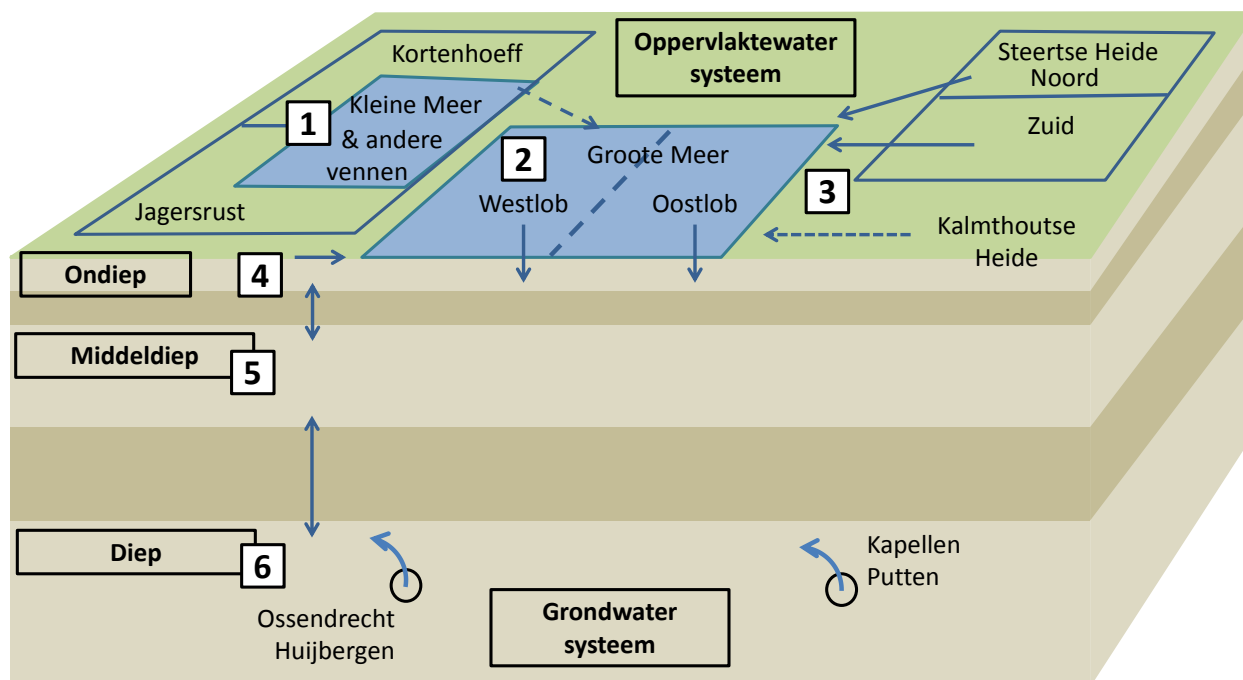 Kortenhoeff
Oppervlaktewater
systeem
Steertse Heide
Noord
Zuid
1
Kleine Meer
& andere
vennen
2
Groote Meer
3
Westlob
Oostlob
Jagersrust
Kalmthoutse
Heide
Ondiep
4
Middeldiep
5
Diep
6
Ossendrecht
Huijbergen
Kapellen
Putten
Grondwater
systeem